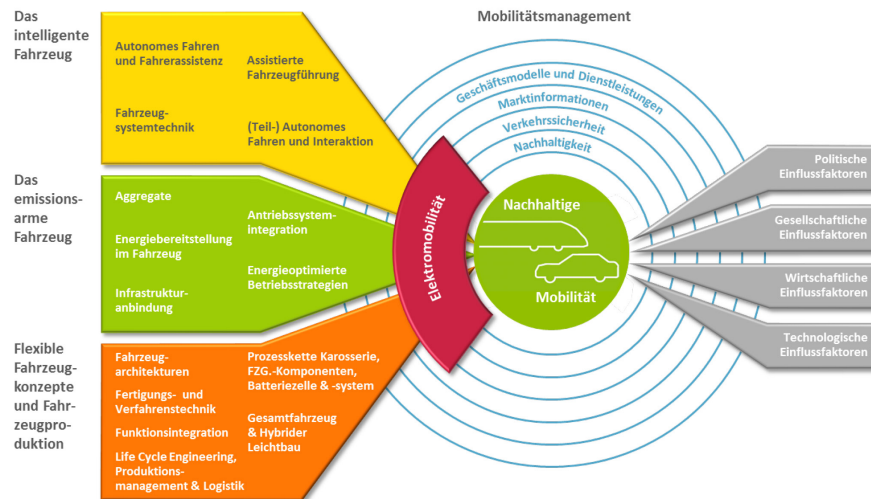 Das
intelligente
Fahrzeug
Autonomes Fahren
und Fahrerassistenz
Assistierte
Fahrzeugführung
Fahrzeug-
systemtechnik
(Teil-) Autonomes
Fahren und Interaktion
Das
emissions-
arme
Fahrzeug
Aggregate
Antriebssystem-
integration
Energiebereitstellung
im Fahrzeug
Energieoptimierte
Betriebsstrategien
Infrastruktur-
anbindung
Flexible
Fahrzeug-
konzepte
und Fahr-
zeugpro-
duktion
Fahrzeug-
architekturen
Prozesskette Karosserie,
FZG.-Komponenten,
Batteriezelle & -system
Fertigungs- und
Verfahrenstechnik
Funktionsintegration
Gesamtfahrzeug
& Hybrider
Leichtbau
Life Cycle Engineering,
Produktions-
management & Logistik
Elektromobilität
Mobilitätsmanagement
Geschäftsmodelle und Dienstleistungen
Marktinformationen
Verkehrssicherheit
Nachhaltigkeit
Nachhaltige
Mobilität
Politische
Einflussfaktoren
Gesellschaftliche
Einflussfaktoren
Wirtschaftliche
Einflussfaktoren
Technologische
Einflussfaktoren